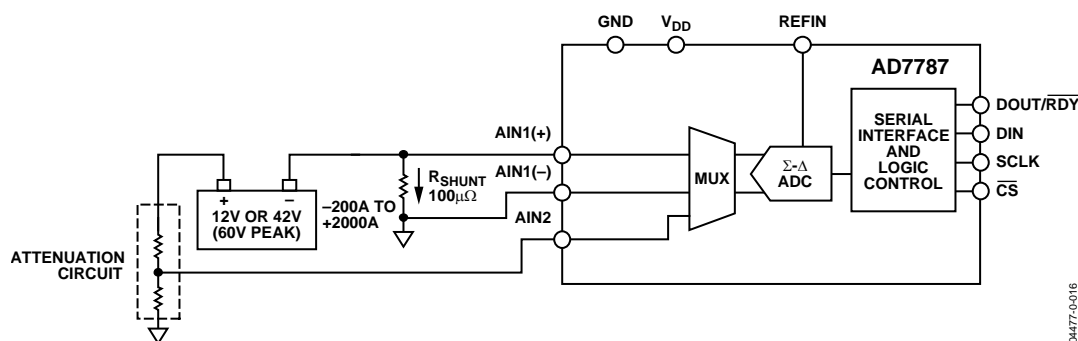 GND
V_DD
REFIN
AD7787
DOUT/RDY
DIN
SCLK
CS
SERIAL
INTERFACE
AND
LOGIC
CONTROL
Σ-Δ
ADC
MUX
AIN1(+)
AIN1(–)
AIN2
R_SHUNT
100μΩ
–200A TO
+2000A
+
–
12V OR 42V
(60V PEAK)
ATTENUATION
CIRCUIT
04477-0-016